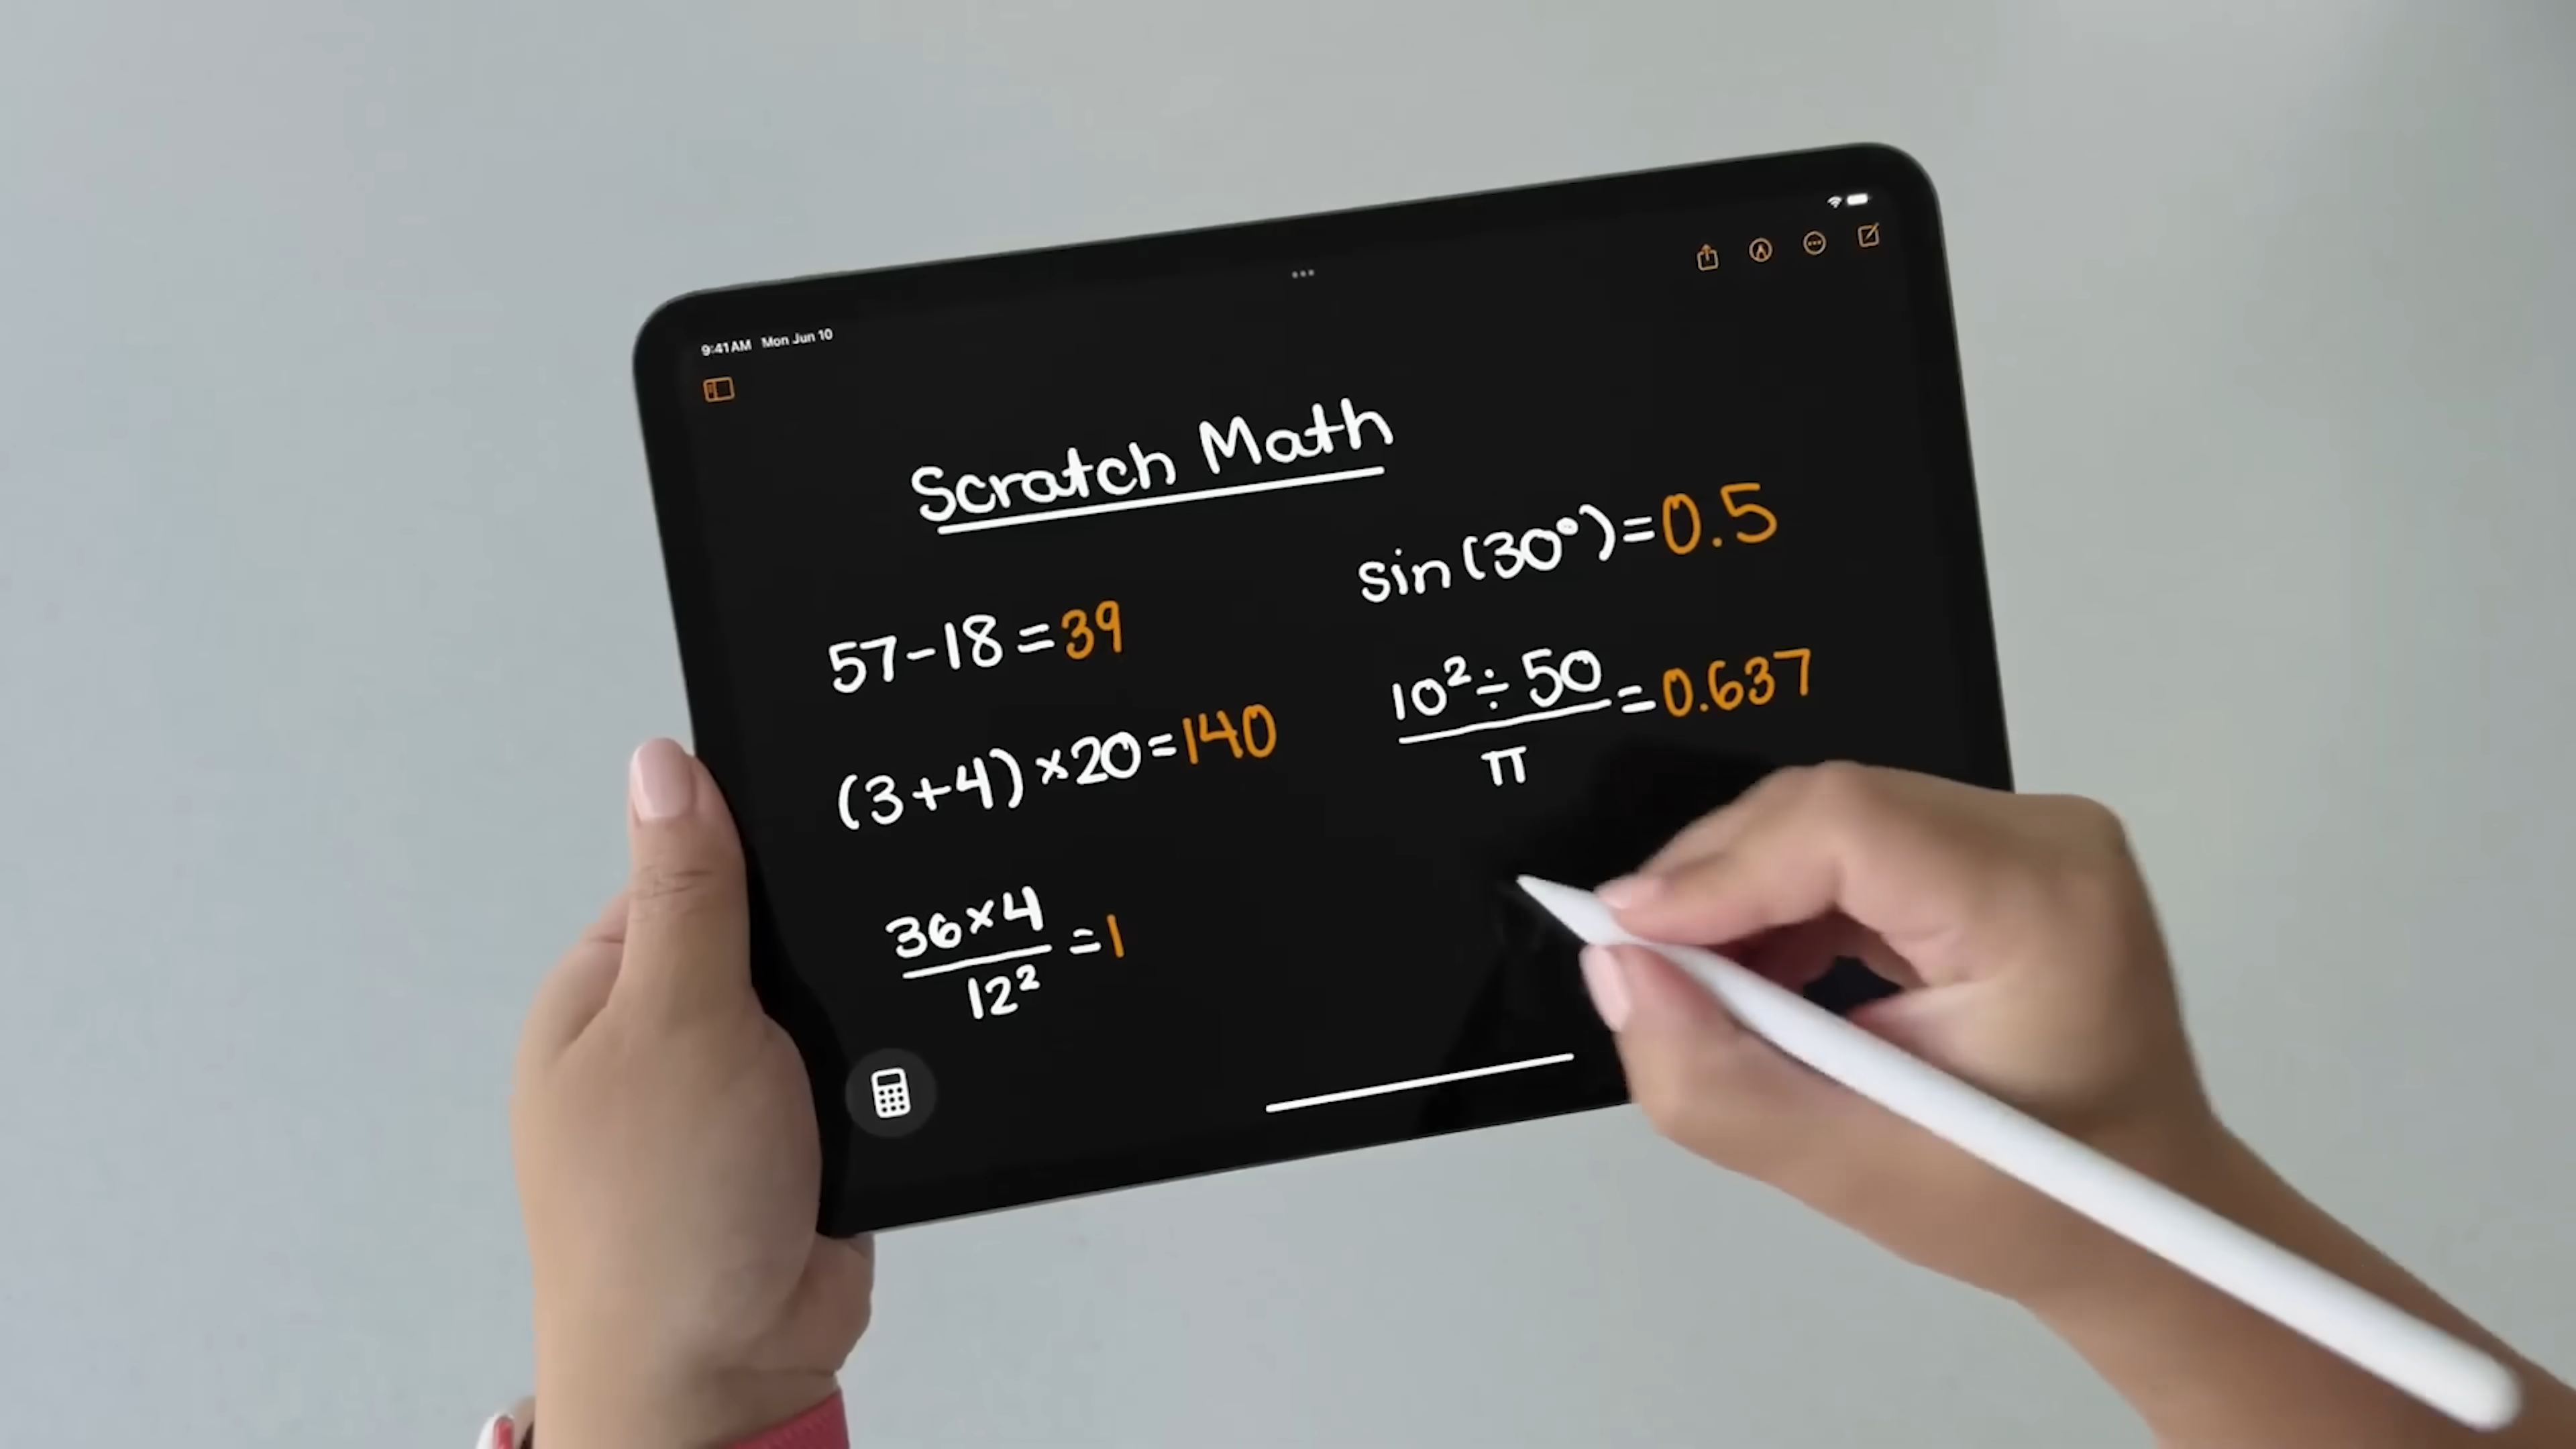 9:41 AM Mon Jun 10
Scratch Math
57-18=39
(3+4)×20=140
36×4
12²
=1
sin(30°)=0.5
10²÷50
π
=0.637